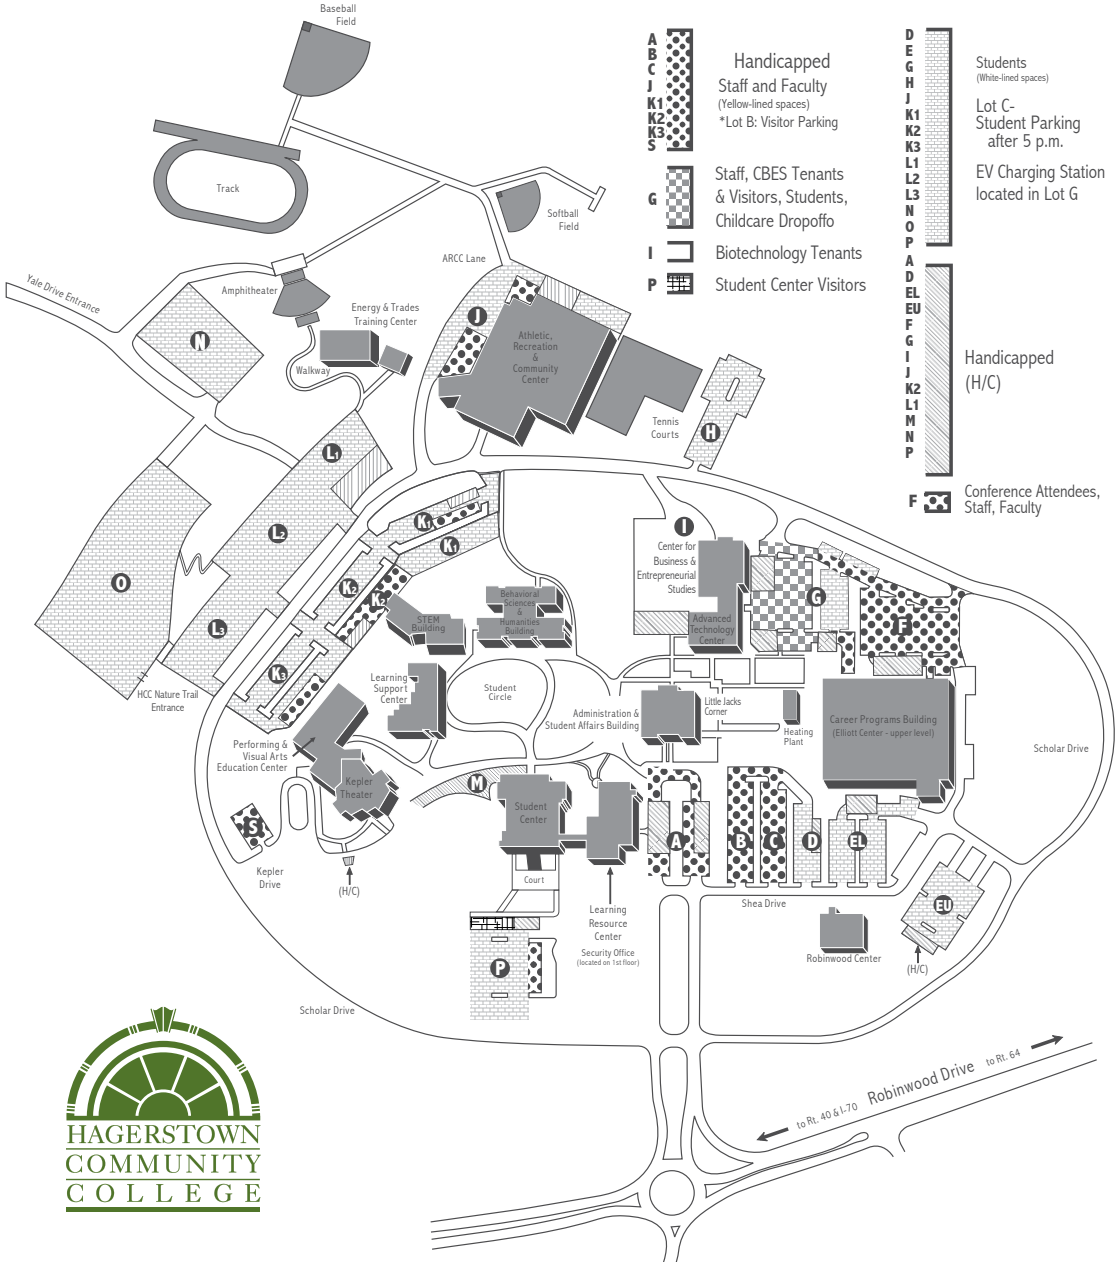 Baseball
Field
Track
Softball
Field
ARCC Lane
Yale Drive Entrance
Amphitheater
Energy & Trades
Training Center
Walkway
N
J
Athletic,
Recreation
&
Community
Center
Tennis
Courts
H
A
B
C
J
K1
K2
K3
S
Handicapped
Staff and Faculty
(Yellow-lined spaces)
*Lot B: Visitor Parking
G
Staff, CBES Tenants
& Visitors, Students,
Childcare Dropoffo
I
Biotechnology Tenants
P
Student Center Visitors
D
E
G
H
J
K1
K2
K3
L1
L2
L3
N
O
P
Students
(White-lined spaces)
Lot C-
Student Parking
after 5 p.m.
EV Charging Station
located in Lot G
A
D
EL
EU
F
G
I
J
K2
L1
M
N
P
Handicapped
(H/C)
F
Conference Attendees,
Staff, Faculty
L1
L2
L3
O
K1
K1
K2
K2
K3
HCC Nature Trail
Entrance
I
Center for
Business &
Entrepreneurial
Studies
Advanced
Technology
Center
G
F
Behavioral
Sciences
&
Humanities
Building
STEM
Building
Learning
Support
Center
Student
Circle
Administration &
Student Affairs Building
Little Jacks
Corner
Heating
Plant
Career Programs Building
(Elliott Center - upper level)
Scholar Drive
Performing &
Visual Arts
Education Center
Kepler
Theater
M
Student
Center
S
Kepler
Drive
(H/C)
Court
Learning
Resource
Center
Security Office
(located on 1st floor)
A
B
C
D
EL
EU
Shea Drive
Robinwood Center
(H/C)
P
Scholar Drive
to Rt. 40 & I-70
Robinwood Drive
to Rt. 64
HAGERSTOWN
COMMUNITY
COLLEGE